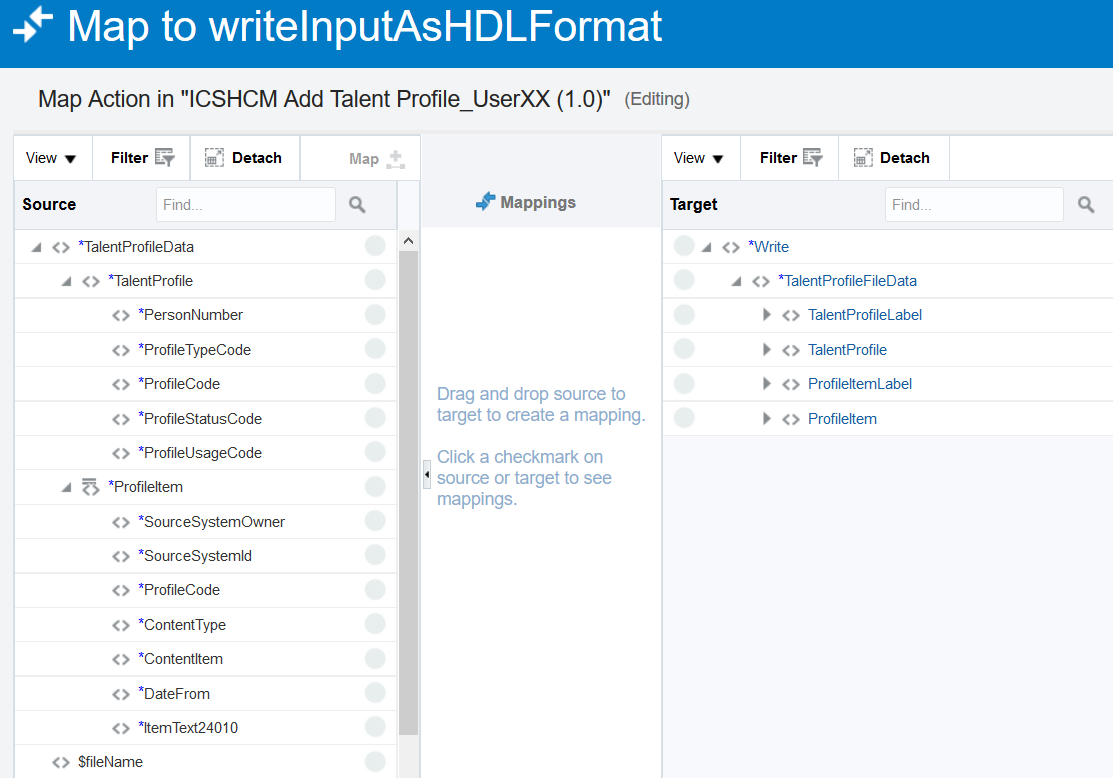 Map to writeInputAsHDLFormat
Map Action in "ICSHCM Add Talent Profile_UserXX (1.0)" (Editing)
View ▼ Filter Detach Map
Source Find...
*TalentProfileData
*TalentProfile
*PersonNumber
*ProfileTypeCode
*ProfileCode
*ProfileStatusCode
*ProfileUsageCode
*ProfileItem
*SourceSystemOwner
*SourceSystemId
*ProfileCode
*ContentType
*ContentItem
*DateFrom
*ItemText24010
$fileName
Mappings
Drag and drop source to
target to create a mapping.
Click a checkmark on
source or target to see
mappings.
View ▼ Filter Detach
Target Find...
*Write
*TalentProfileFileData
TalentProfileLabel
TalentProfile
ProfileItemLabel
ProfileItem